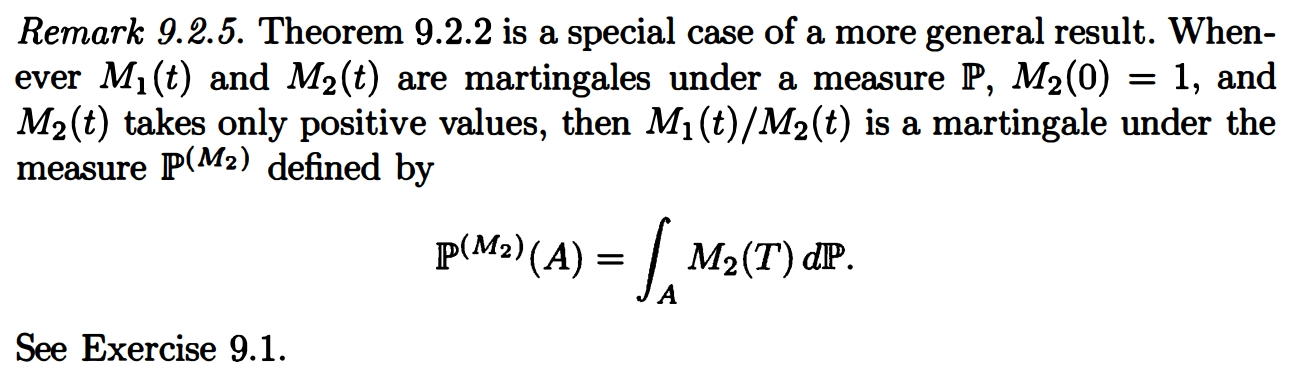 Remark 9.2.5. Theorem 9.2.2 is a special case of a more general result. When-
ever M₁(t) and M₂(t) are martingales under a measure ℙ, M₂(0) = 1, and
M₂(t) takes only positive values, then M₁(t)/M₂(t) is a martingale under the
measure ℙ^(M₂) defined by
ℙ^(M₂)(A) = ∫_A M₂(T) dℙ.
See Exercise 9.1.